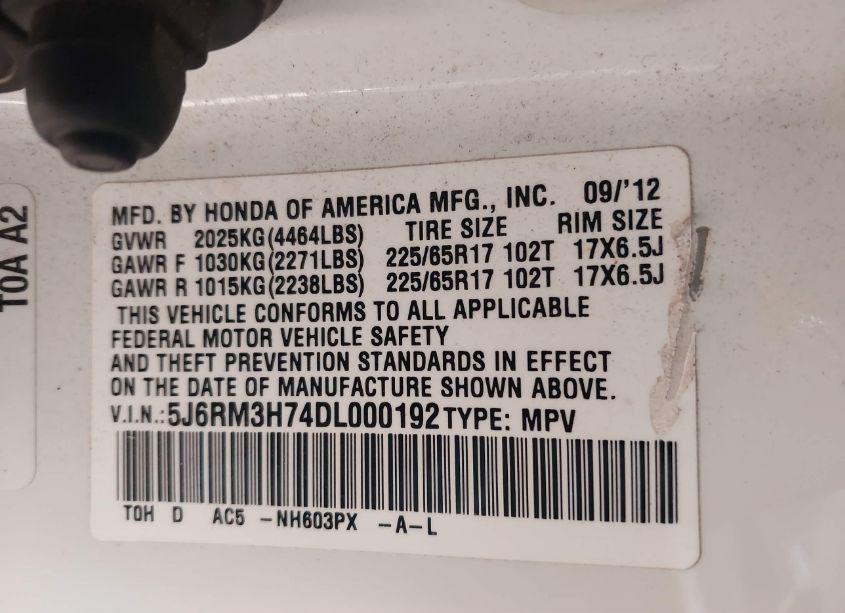 T0A A2
MFD. BY HONDA OF AMERICA MFG., INC. 09/'12
GVWR 2025KG(4464LBS) TIRE SIZE RIM SIZE
GAWR F 1030KG(2271LBS) 225/65R17 102T 17X6.5J
GAWR R 1015KG(2238LBS) 225/65R17 102T 17X6.5J
THIS VEHICLE CONFORMS TO ALL APPLICABLE
FEDERAL MOTOR VEHICLE SAFETY
AND THEFT PREVENTION STANDARDS IN EFFECT
ON THE DATE OF MANUFACTURE SHOWN ABOVE.
V.I.N.:5J6RM3H74DL000192 TYPE: MPV
T0H D AC5 -NH603PX -A-L